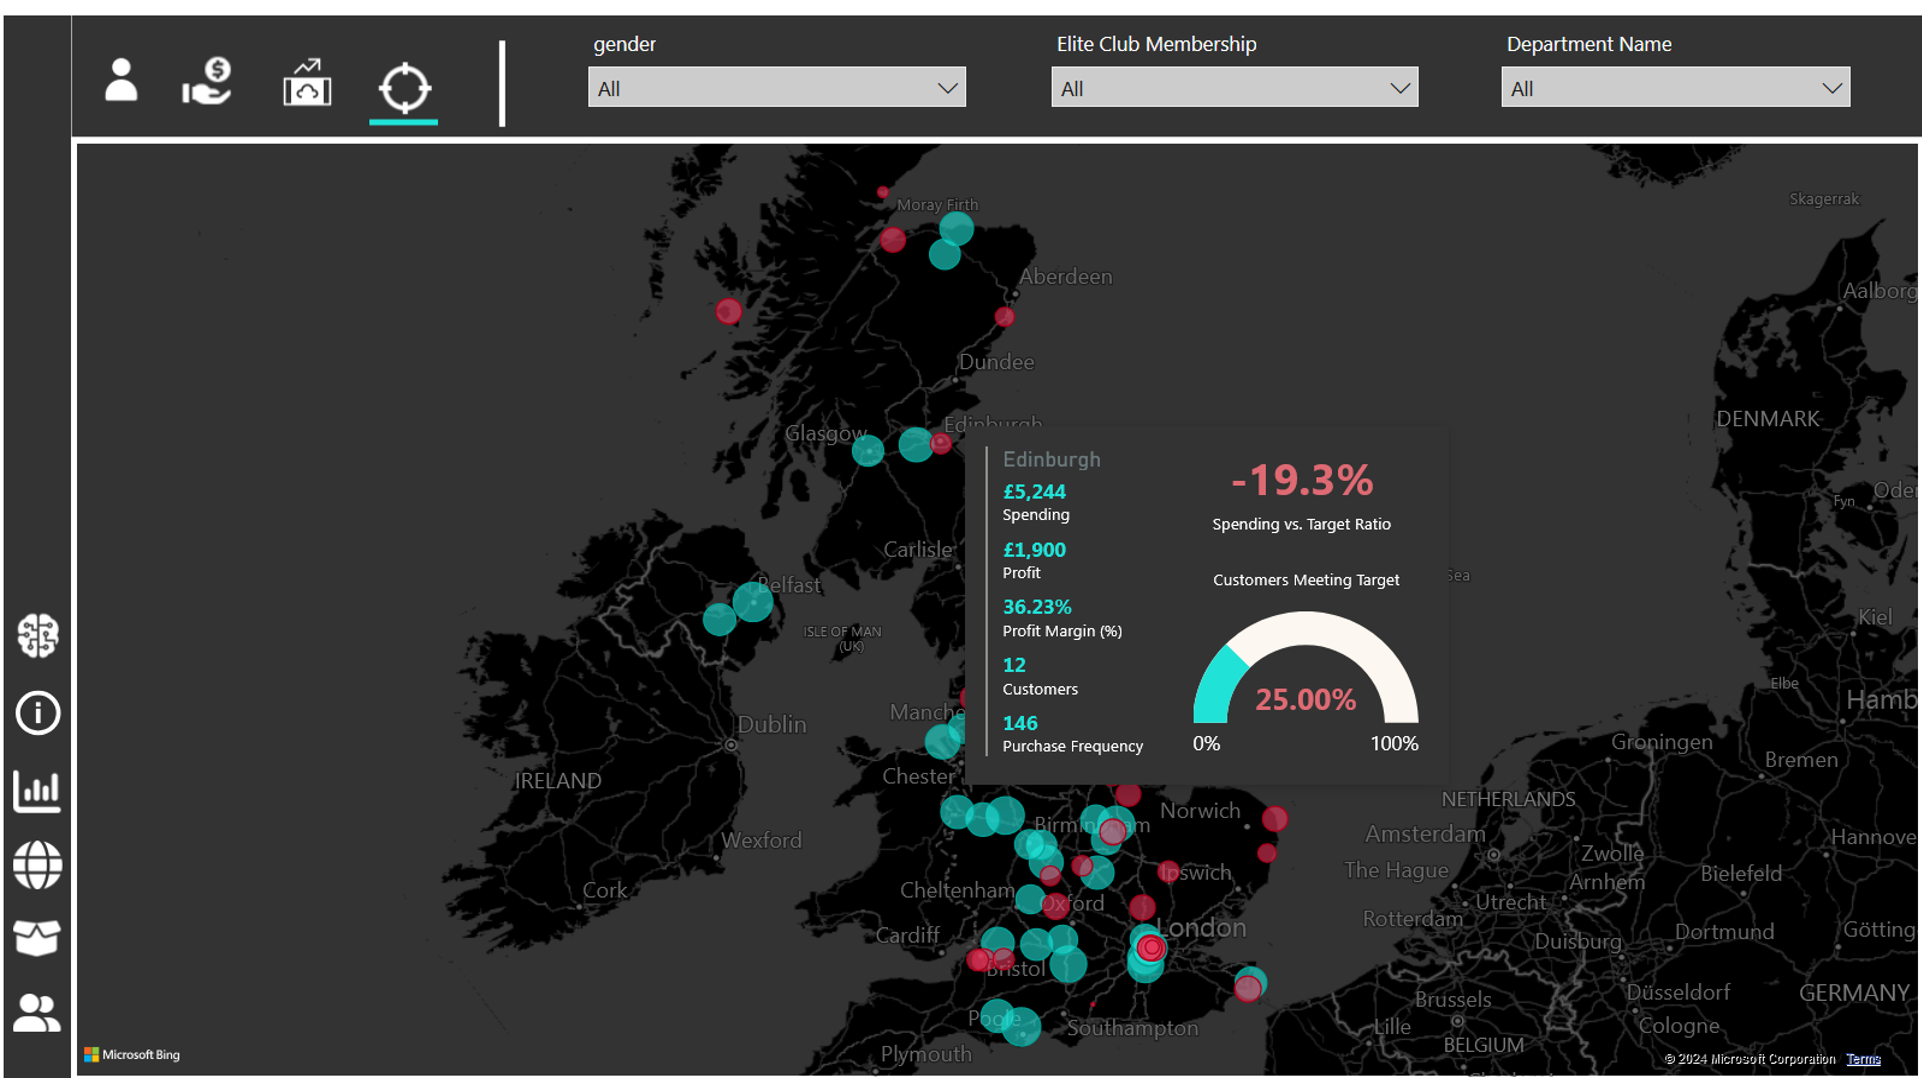 gender
Elite Club Membership
Department Name
All
All
All
Skagerrak
Moray Firth
Aberdeen
Aalborg
Dundee
DENMARK
Edinburgh
Glasgow
Edinburgh
£5,244
Spending
£1,900
Profit
36.23%
Profit Margin (%)
12
Customers
146
Purchase Frequency
-19.3%
Spending vs. Target Ratio
Customers Meeting Target
25.00%
0%
100%
Fyn
Oden
Carlisle
Sea
Belfast
ISLE OF MAN
(UK)
Kiel
Elbe
Hamb
Manche
Dublin
Groningen
Bremen
Chester
IRELAND
NETHERLANDS
Norwich
Birmingham
Amsterdam
Hannove
Wexford
Zwolle
The Hague
Ipswich
Arnhem
Bielefeld
Cork
Cheltenham
Oxford
Utrecht
Rotterdam
London
Cardiff
Duisburg
Dortmund
Götting
Bristol
Düsseldorf
GERMANY
Brussels
Poole
Southampton
Lille
Cologne
BELGIUM
Plymouth
Microsoft Bing
© 2024 Microsoft Corporation Terms